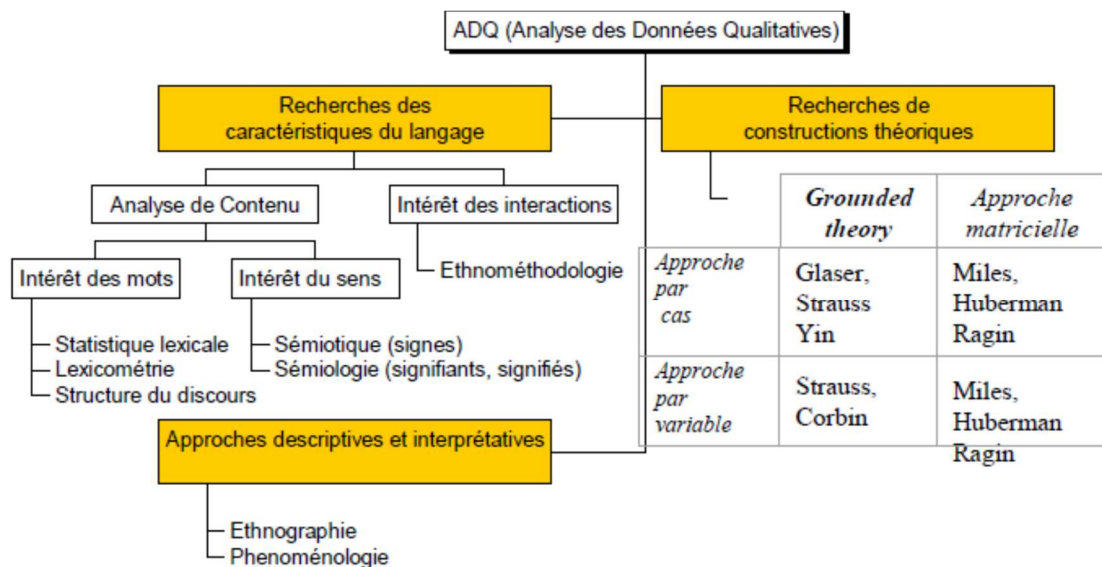 ADQ (Analyse des Données Qualitatives)
Recherches des
caractéristiques du langage
Recherches de
constructions théoriques
Analyse de Contenu
Intérêt des interactions
Ethnométhodologie
Intérêt des mots
Intérêt du sens
Statistique lexicale
Lexicométrie
Structure du discours
Sémiotique (signes)
Sémiologie (signifiants, signifiés)
Grounded
theory
Approche
matricielle
Approche
par
cas
Glaser,
Strauss
Yin
Miles,
Huberman
Ragin
Approche
par
variable
Strauss,
Corbin
Miles,
Huberman
Ragin
Approches descriptives et interprétatives
Ethnographie
Phenoménologie